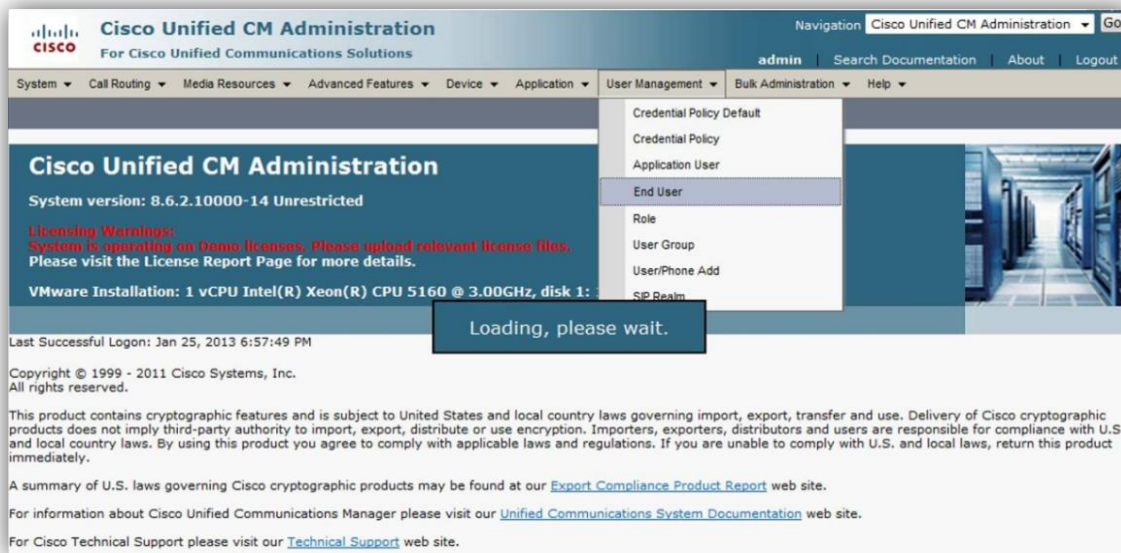 CISCO
Cisco Unified CM Administration
For Cisco Unified Communications Solutions
Navigation Cisco Unified CM Administration Go
admin | Search Documentation | About | Logout
System Call Routing Media Resources Advanced Features Device Application User Management Bulk Administration Help
Credential Policy Default
Credential Policy
Application User
End User
Role
User Group
User/Phone Add
SIP Realm
Cisco Unified CM Administration
System version: 8.6.2.10000-14 Unrestricted
Licensing Warnings:
System is operating on Demo licenses, Please upload relevant license files.
Please visit the License Report Page for more details.
VMware Installation: 1 vCPU Intel(R) Xeon(R) CPU 5160 @ 3.00GHz, disk 1:
Loading, please wait.
Last Successful Logon: Jan 25, 2013 6:57:49 PM
Copyright © 1999 - 2011 Cisco Systems, Inc.
All rights reserved.
This product contains cryptographic features and is subject to United States and local country laws governing import, export, transfer and use. Delivery of Cisco cryptographic
products does not imply third-party authority to import, export, distribute or use encryption. Importers, exporters, distributors and users are responsible for compliance with U.S
and local country laws. By using this product you agree to comply with applicable laws and regulations. If you are unable to comply with U.S. and local laws, return this product
immediately.
A summary of U.S. laws governing Cisco cryptographic products may be found at our Export Compliance Product Report web site.
For information about Cisco Unified Communications Manager please visit our Unified Communications System Documentation web site.
For Cisco Technical Support please visit our Technical Support web site.